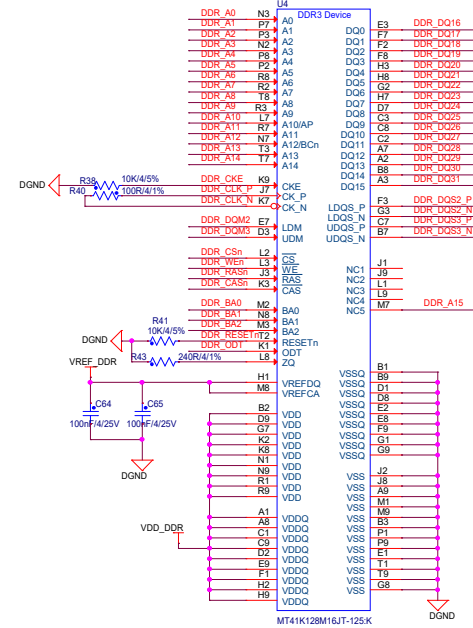 U4
DDR3 Device
DDR_A0 N3 A0
DDR_A1 P7 A1
DDR_A2 P3 A2
DDR_A3 N2 A3
DDR_A4 P8 A4
DDR_A5 P2 A5
DDR_A6 R8 A6
DDR_A7 R2 A7
DDR_A8 T8 A8
DDR_A9 R3 A9
DDR_A10 L7 A10/AP
DDR_A11 R7 A11
DDR_A12 N7 A12/BCn
DDR_A13 T3 A13
DDR_A14 T7 A14
DGND R38 10K/4/5% DDR_CKE K9 CKE
R40 100R/4/1% DDR_CLK_P J7 CK_P
DDR_CLK_N K7 CK_N
DDR_DQM2 E7 LDM
DDR_DQM3 D3 UDM
DDR_CSn L2 CS
DDR_WEn L3 WE
DDR_RASn J3 RAS
DDR_CASn K3 CAS
DDR_BA0 M2 BA0
DDR_BA1 N8 BA1
DDR_BA2 M3 BA2
R41
10K/4/5%
DGND
DDR_RESETn T2 RESETn
DDR_ODT K1 ODT
R43 240R/4/1% L8 ZQ
VREF_DDR
H1 VREFDQ
M8 VREFCA
C64
100nF/4/25V
C65
100nF/4/25V
DGND
B2 VDD
D9 VDD
G7 VDD
K2 VDD
K8 VDD
N1 VDD
N9 VDD
R1 VDD
R9 VDD
VDD_DDR
A1 VDDQ
A8 VDDQ
C1 VDDQ
C9 VDDQ
D2 VDDQ
E9 VDDQ
F1 VDDQ
H2 VDDQ
H9 VDDQ
DQ0 E3 DDR_DQ16
DQ1 F7 DDR_DQ17
DQ2 F2 DDR_DQ18
DQ3 F8 DDR_DQ19
DQ4 H3 DDR_DQ20
DQ5 H8 DDR_DQ21
DQ6 G2 DDR_DQ22
DQ7 H7 DDR_DQ23
DQ8 D7 DDR_DQ24
DQ9 C3 DDR_DQ25
DQ10 C8 DDR_DQ26
DQ11 C2 DDR_DQ27
DQ12 A7 DDR_DQ28
DQ13 A2 DDR_DQ29
DQ14 B8 DDR_DQ30
DQ15 A3 DDR_DQ31
LDQS_P F3 DDR_DQS2_P
LDQS_N G3 DDR_DQS2_N
UDQS_P C7 DDR_DQS3_P
UDQS_N B7 DDR_DQS3_N
NC1 J1
NC2 J9
NC3 L1
NC4 L9
NC5 M7 DDR_A15
VSSQ B1
VSSQ B9
VSSQ D1
VSSQ D8
VSSQ E2
VSSQ E8
VSSQ F9
VSSQ G1
VSSQ G9
VSS J2
VSS J8
VSS A9
VSS M1
VSS M9
VSS B3
VSS P1
VSS P9
VSS E1
VSS T1
VSS T9
VSS G8
DGND
MT41K128M16JT-125:K